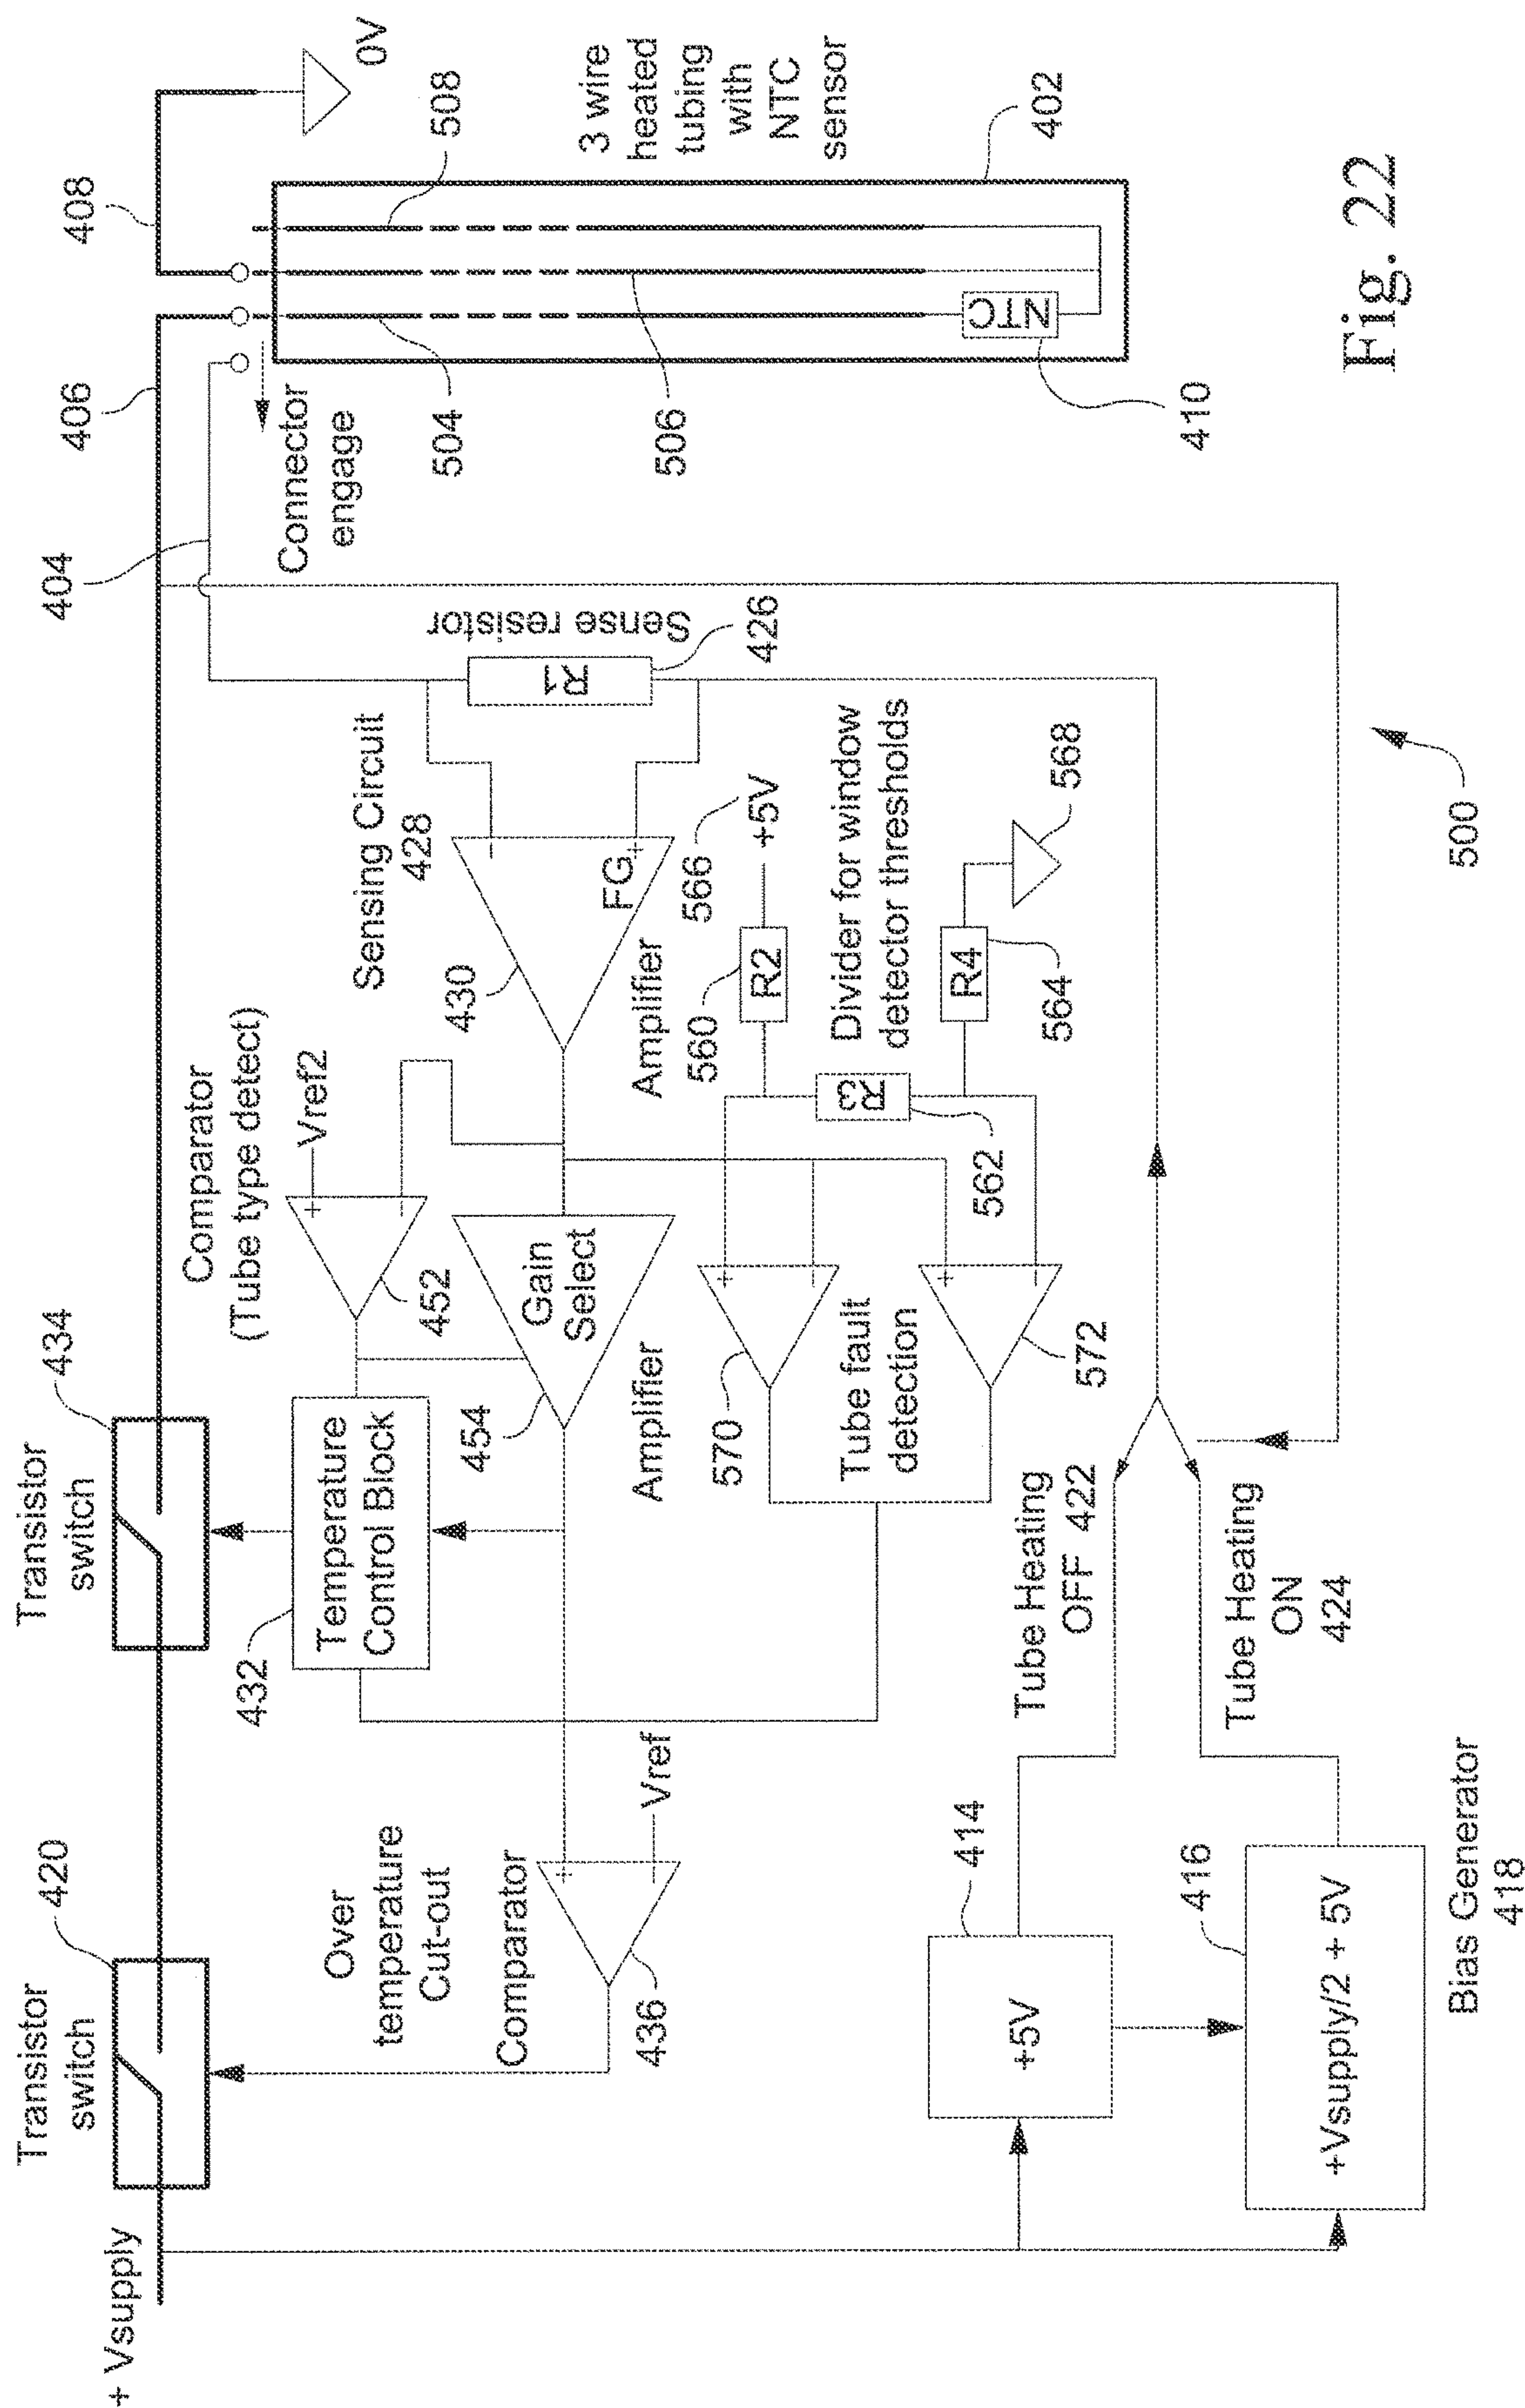 + Vsupply
Transistor
switch
420
Transistor
switch
434
406
408
0V
404
Connector
engage
504
506
508
3 wire
heated
tubing
with
NTC
sensor
402
NTC
410
Comparator
(Tube type detect)
Vref2
+
452
Sensing Circuit
428
430
FG
+
Amplifier
Sense resistor
426
R1
432
Temperature
Control Block
454
Gain
Select
Amplifier
Over
temperature
Cut-out
Comparator
436
+
Vref
560
R2
566
+5V
R3
562
Divider for window
detector thresholds
R4
564
568
570
+
Tube fault
detection
572
+
414
+5V
416
+Vsupply/2 + 5V
Bias Generator
418
Tube Heating
OFF 422
Tube Heating
ON
424
500
Fig. 22